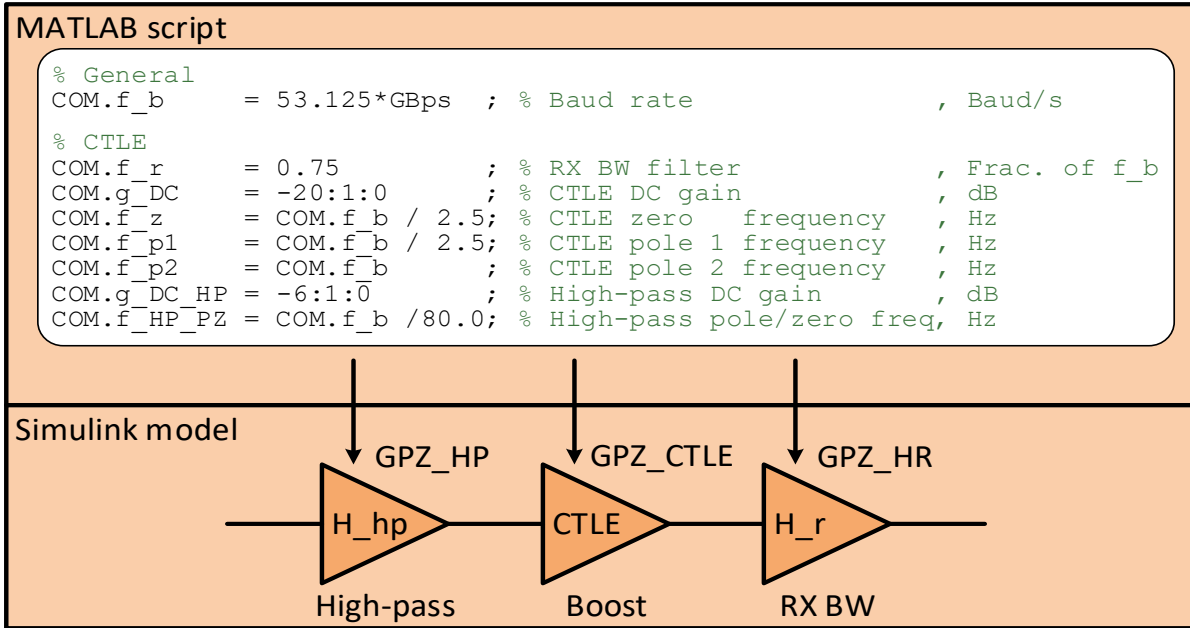 MATLAB script
% General
COM.f_b      = 53.125*GBps  ; % Baud rate                , Baud/s
% CTLE
COM.f_r      = 0.75         ; % RX BW filter             , Frac. of f_b
COM.g_DC     = -20:1:0      ; % CTLE DC gain             , dB
COM.f_z      = COM.f_b / 2.5; % CTLE zero   frequency    , Hz
COM.f_p1     = COM.f_b / 2.5; % CTLE pole 1 frequency    , Hz
COM.f_p2     = COM.f_b      ; % CTLE pole 2 frequency    , Hz
COM.g_DC_HP = -6:1:0       ; % High-pass DC gain        , dB
COM.f_HP_PZ = COM.f_b /80.0; % High-pass pole/zero freq, Hz
Simulink model
GPZ_HP GPZ_CTLE GPZ_HR
H_hp CTLE H_r
High-pass Boost RX BW